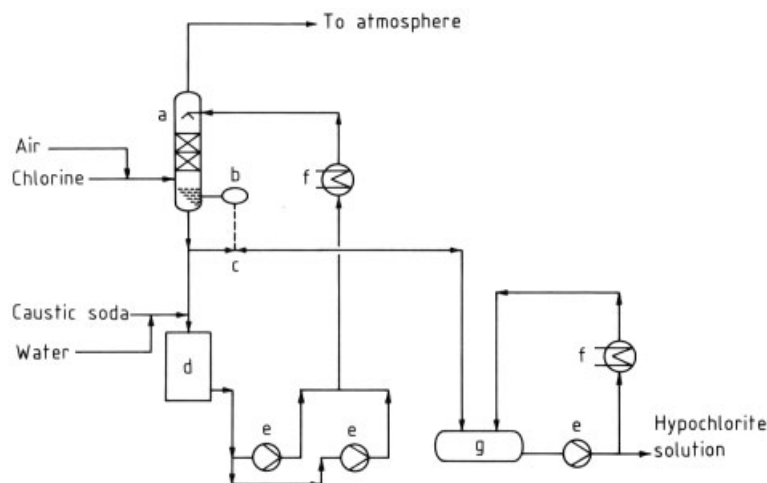 To atmosphere
a
Air
Chlorine
b
f
c
Caustic soda
Water
d
e
e
f
g
e
Hypochlorite
solution